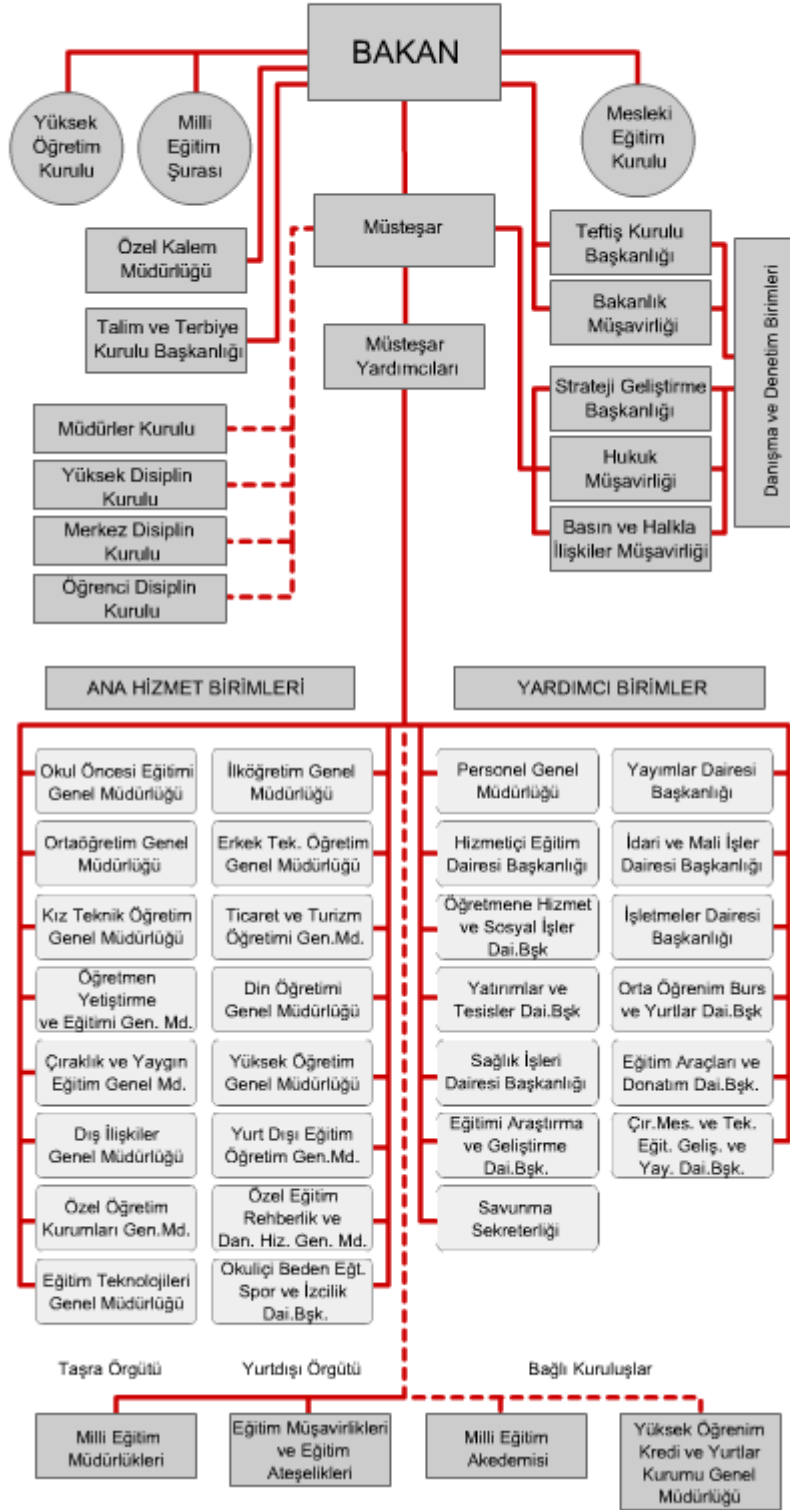 BAKAN
Yüksek
Öğretim
Kurulu
Milli
Eğitim
Şurası
Mesleki
Eğitim
Kurulu
Müsteşar
Özel Kalem
Müdürlüğü
Talim ve Terbiye
Kurulu Başkanlığı
Müsteşar
Yardımcıları
Teftiş Kurulu
Başkanlığı
Bakanlık
Müşavirliği
Strateji Geliştirme
Başkanlığı
Hukuk
Müşavirliği
Basın ve Halkla
İlişkiler Müşavirliği
Danışma ve Denetim Birimleri
Müdürler Kurulu
Yüksek Disiplin
Kurulu
Merkez Disiplin
Kurulu
Öğrenci Disiplin
Kurulu
ANA HİZMET BİRİMLERİ
YARDIMCI BİRİMLER
Okul Öncesi Eğitimi
Genel Müdürlüğü
İlköğretim Genel
Müdürlüğü
Personel Genel
Müdürlüğü
Yayımlar Dairesi
Başkanlığı
Ortaöğretim Genel
Müdürlüğü
Erkek Tek. Öğretim
Genel Müdürlüğü
Hizmetiçi Eğitim
Dairesi Başkanlığı
İdari ve Mali İşler
Dairesi Başkanlığı
Kız Teknik Öğretim
Genel Müdürlüğü
Ticaret ve Turizm
Öğretimi Gen.Md.
Öğretmene Hizmet
ve Sosyal İşler
Dai.Bşk
İşletmeler Dairesi
Başkanlığı
Öğretmen
Yetiştirme
ve Eğitimi Gen. Md.
Din Öğretimi
Genel Müdürlüğü
Yatırımlar ve
Tesisler Dai.Bşk
Orta Öğrenim Burs
ve Yurtlar Dai.Bşk
Çıraklık ve Yaygın
Eğitim Genel Md.
Yüksek Öğretim
Genel Müdürlüğü
Sağlık İşleri
Dairesi Başkanlığı
Eğitim Araçları ve
Donatım Dai.Bşk.
Dış İlişkiler
Genel Müdürlüğü
Yurt Dışı Eğitim
Öğretim Gen.Md.
Eğitimi Araştırma
ve Geliştirme
Dai.Bşk.
Çır.Mes. ve Tek.
Eğit. Geliş. ve
Yay. Dai.Bşk.
Özel Öğretim
Kurumları Gen.Md.
Özel Eğitim
Rehberlik ve
Dan. Hiz. Gen. Md.
Savunma
Sekreterliği
Eğitim Teknolojileri
Genel Müdürlüğü
Okuliçi Beden Eğt.
Spor ve İzcilik
Dai.Bşk.
Taşra Örgütü
Yurtdışı Örgütü
Bağlı Kuruluşlar
Milli Eğitim
Müdürlükleri
Eğitim Müşavirlikleri
ve Eğitim
Ateşelikleri
Milli Eğitim
Akedemisi
Yüksek Öğrenim
Kredi ve Yurtlar
Kurumu Genel
Müdürlüğü